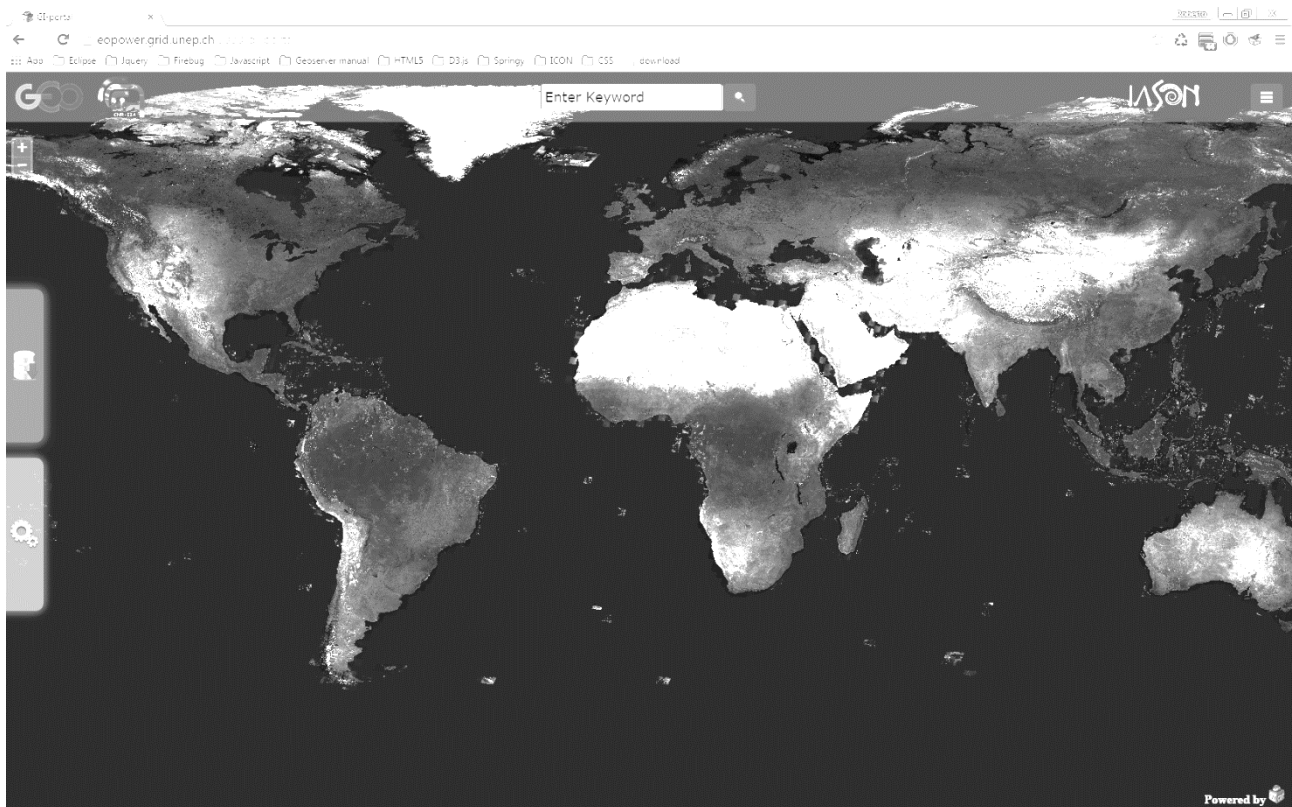 GI-portal
eopower.grid.unep.ch
App Eclipse Jquery Firebug Javascript Geoserver manual HTML5 D3.js Springy ICON CSS download
GEO Enter Keyword IASON
+
−
Powered by